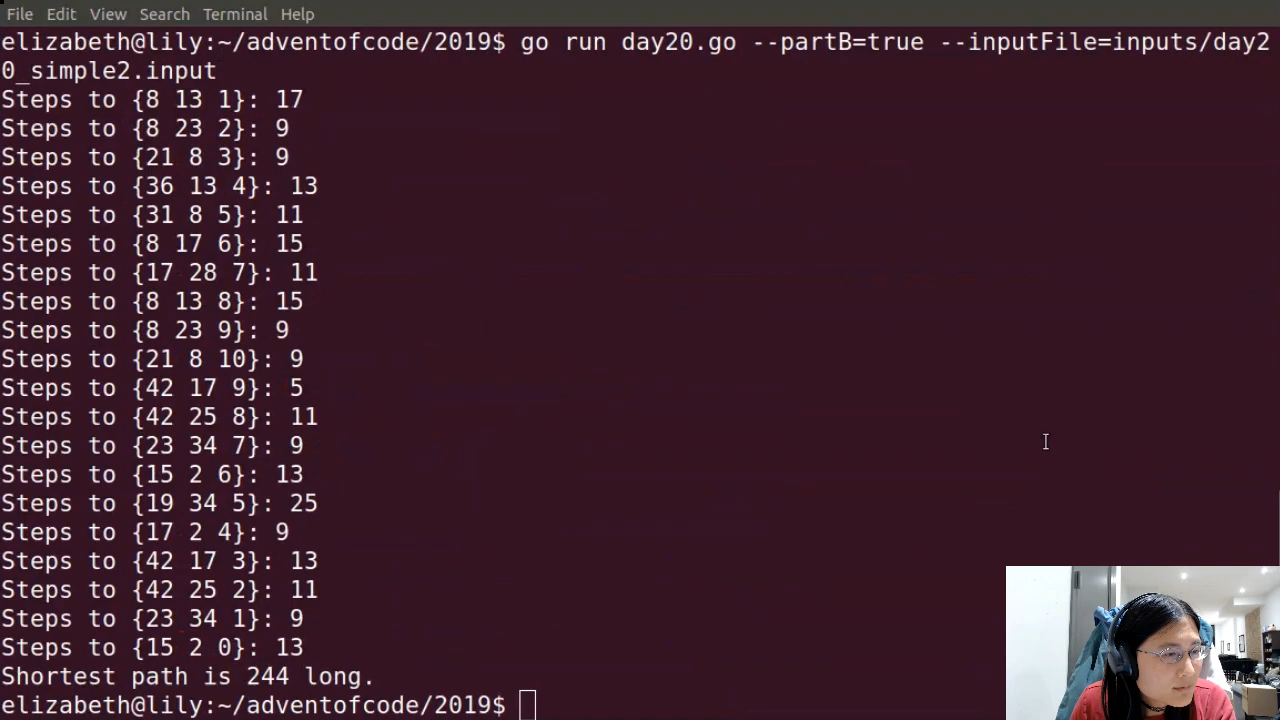 File Edit View Search Terminal Help
elizabeth@lily:~/adventofcode/2019$ go run day20.go --partB=true --inputFile=inputs/day2
0_simple2.input
Steps to {8 13 1}: 17
Steps to {8 23 2}: 9
Steps to {21 8 3}: 9
Steps to {36 13 4}: 13
Steps to {31 8 5}: 11
Steps to {8 17 6}: 15
Steps to {17 28 7}: 11
Steps to {8 13 8}: 15
Steps to {8 23 9}: 9
Steps to {21 8 10}: 9
Steps to {42 17 9}: 5
Steps to {42 25 8}: 11
Steps to {23 34 7}: 9
Steps to {15 2 6}: 13
Steps to {19 34 5}: 25
Steps to {17 2 4}: 9
Steps to {42 17 3}: 13
Steps to {42 25 2}: 11
Steps to {23 34 1}: 9
Steps to {15 2 0}: 13
Shortest path is 244 long.
elizabeth@lily:~/adventofcode/2019$